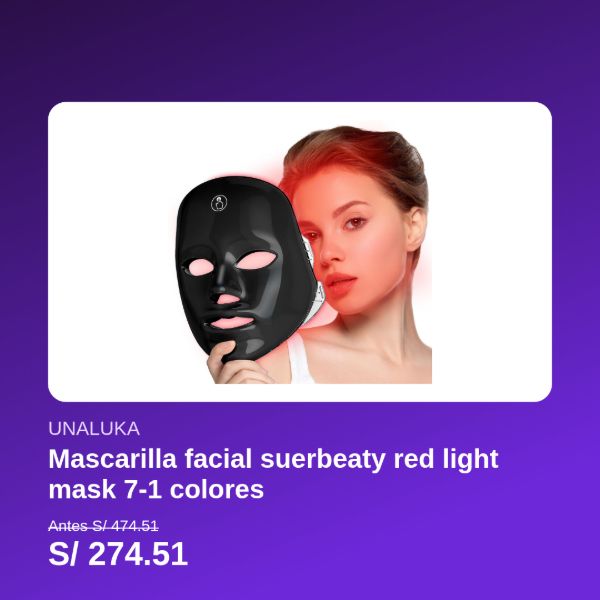 UNALUKA
Mascarilla facial suerbeaty red light
mask 7-1 colores
Antes S/ 474.51
S/ 274.51